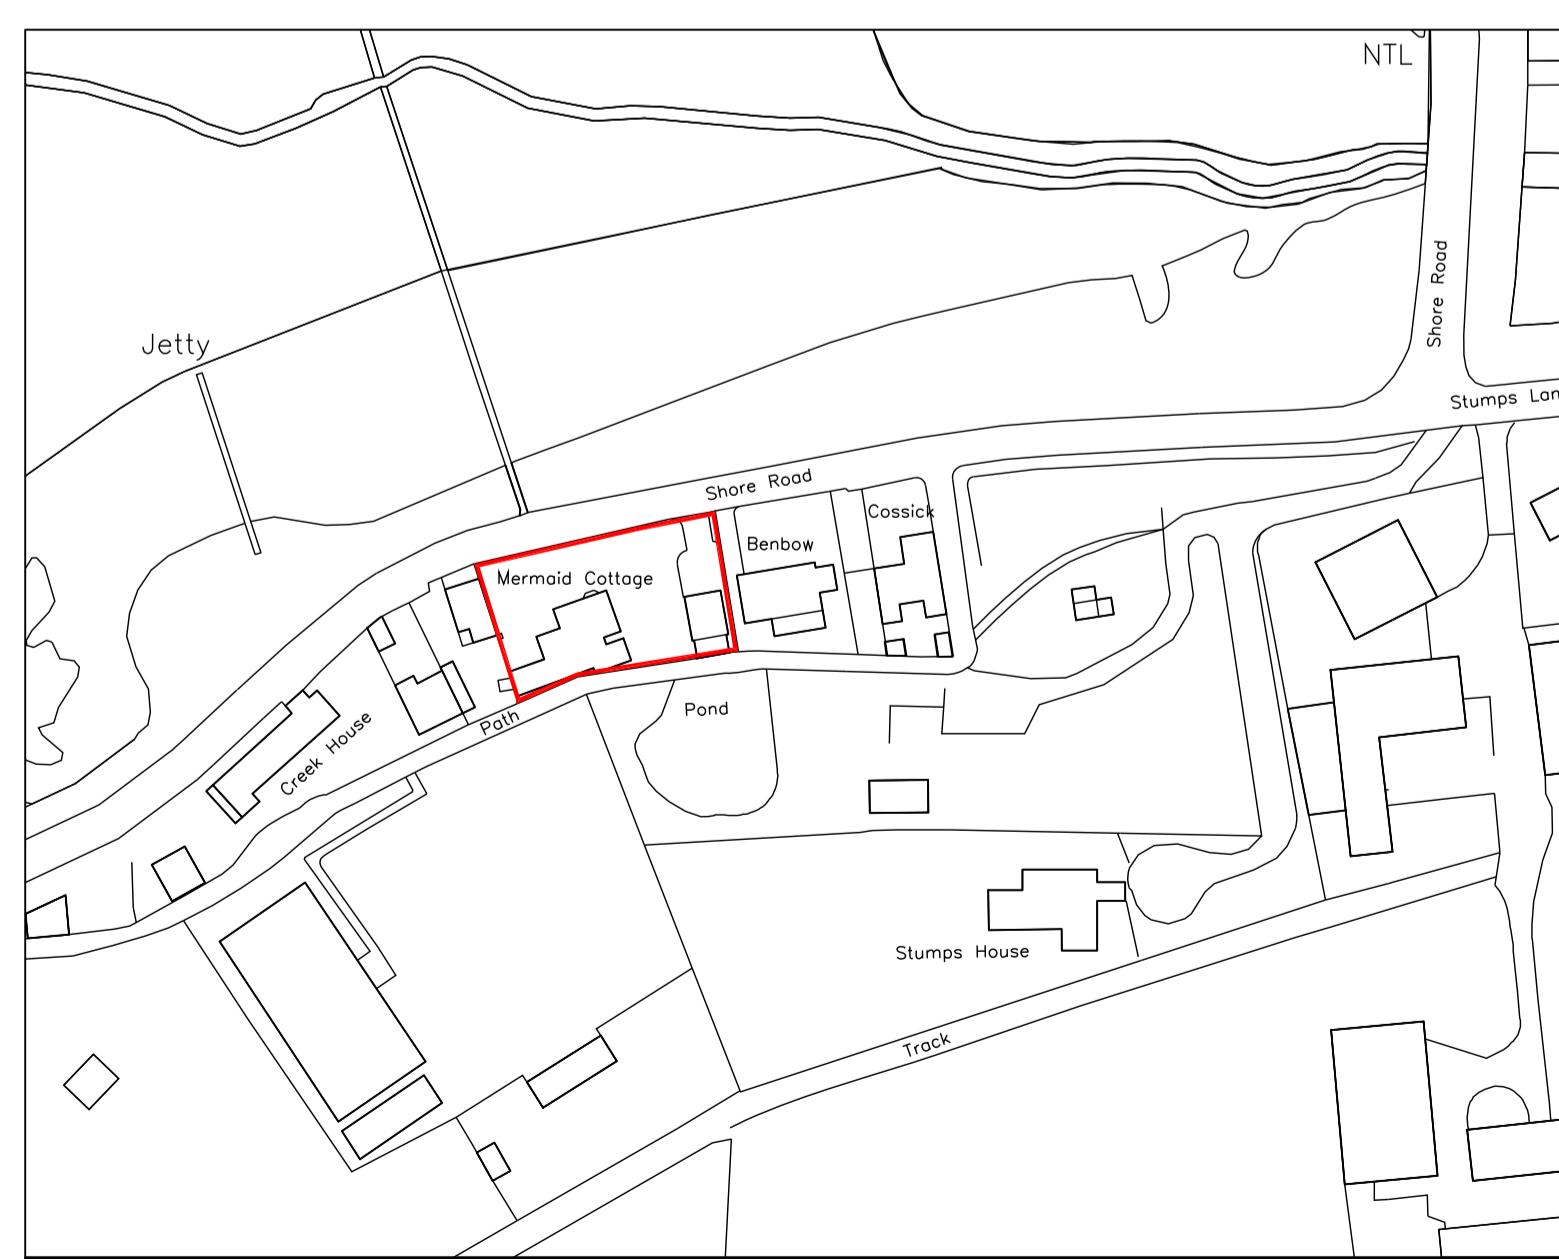 NTL
Shore Road
Jetty
Stumps Lan
Shore Road
Cossick
Benbow
Mermaid Cottage
Pond
Path
Creek House
Stumps House
Track